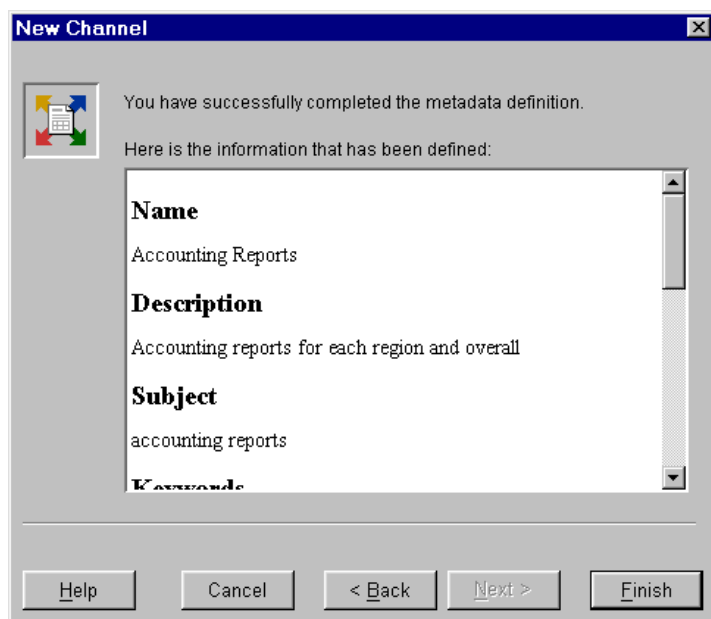 New Channel
You have successfully completed the metadata definition.
Here is the information that has been defined:
Name
Accounting Reports
Description
Accounting reports for each region and overall
Subject
accounting reports
Keywords
Help
Cancel
< Back
Next >
Finish